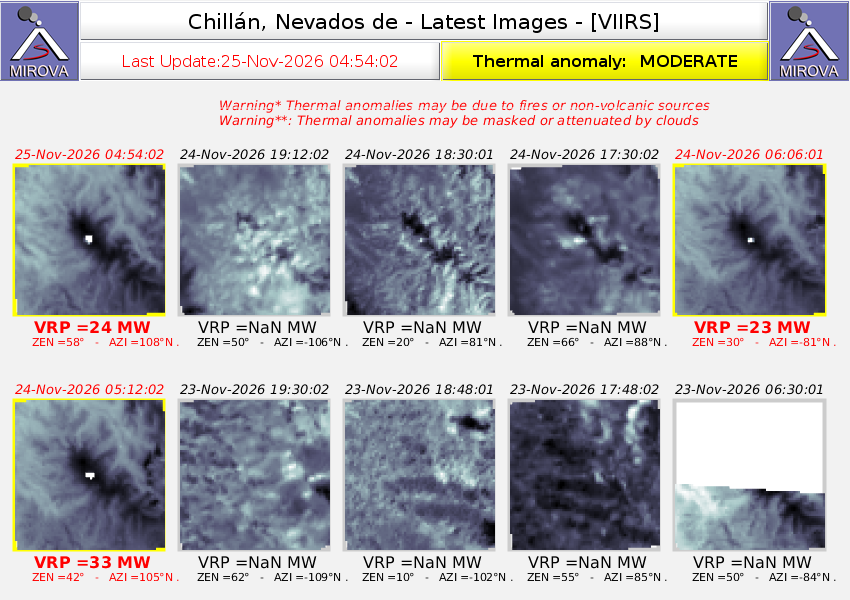 Chillán, Nevados de - Latest Images - [VIIRS]
MIROVA
Last Update:25-Nov-2026 04:54:02
Thermal anomaly: MODERATE
MIROVA
Warning* Thermal anomalies may be due to fires or non-volcanic sources
Warning**: Thermal anomalies may be masked or attenuated by clouds
25-Nov-2026 04:54:02
24-Nov-2026 19:12:02
24-Nov-2026 18:30:01
24-Nov-2026 17:30:02
24-Nov-2026 06:06:01
VRP =24 MW
VRP =NaN MW
VRP =NaN MW
VRP =NaN MW
VRP =23 MW
ZEN =58° - AZI =108°N .
ZEN =50° - AZI =-106°N .
ZEN =20° - AZI =81°N .
ZEN =66° - AZI =88°N .
ZEN =30° - AZI =-81°N .
24-Nov-2026 05:12:02
23-Nov-2026 19:30:02
23-Nov-2026 18:48:01
23-Nov-2026 17:48:02
23-Nov-2026 06:30:01
VRP =33 MW
VRP =NaN MW
VRP =NaN MW
VRP =NaN MW
VRP =NaN MW
ZEN =42° - AZI =105°N .
ZEN =62° - AZI =-109°N .
ZEN =10° - AZI =-102°N .
ZEN =55° - AZI =85°N .
ZEN =50° - AZI =-84°N .